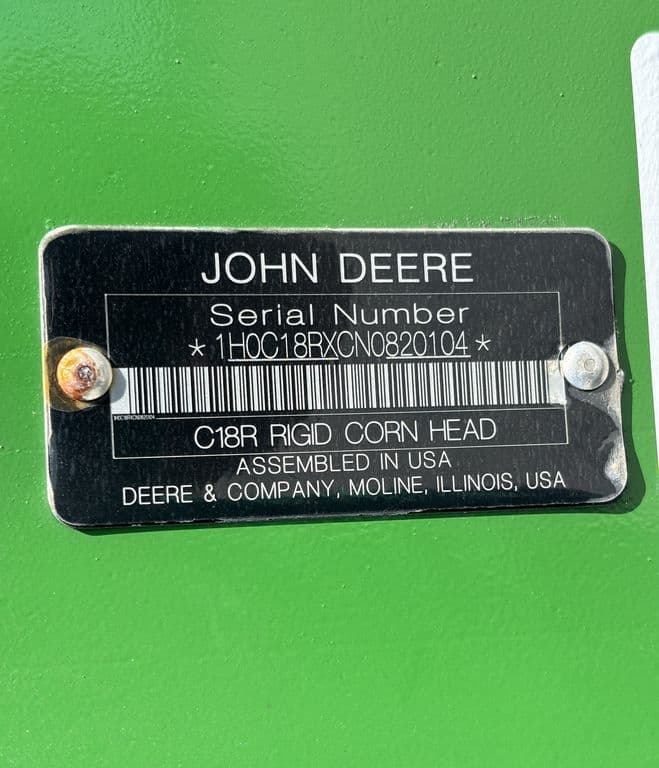 JOHN DEERE
Serial Number
*1H0C18RXCN0820104*
C18R RIGID CORN HEAD
ASSEMBLED IN USA
DEERE & COMPANY, MOLINE, ILLINOIS, USA